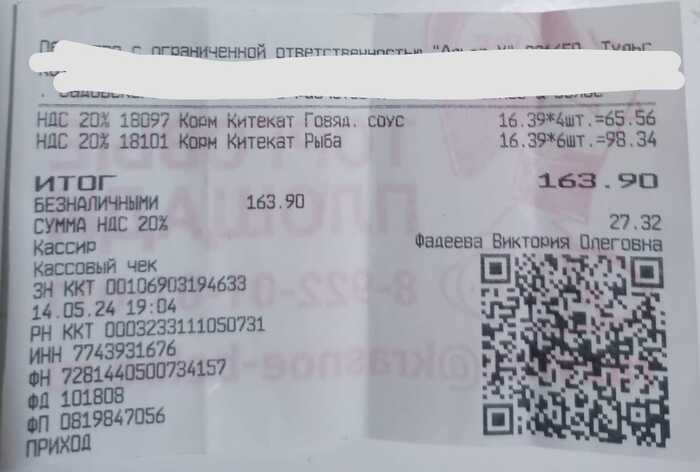 с ограниченной ответственностью
НДС 20% 18097 Корм Китекат Говяд. соус 16.39*4шт.=65.56
НДС 20% 18101 Корм Китекат Рыба 16.39*6шт.=98.34
ИТОГ 163.90
БЕЗНАЛИЧНЫМИ 163.90
СУММА НДС 20% 27.32
Кассир Фадеева Виктория Олеговна
Кассовый чек
ЗН ККТ 00106903194633
14.05.24 19:04
РН ККТ 0003233111050731
ИНН 7743931676
ФН 7281440500734157
ФД 101808
ФП 0819847056
ПРИХОД